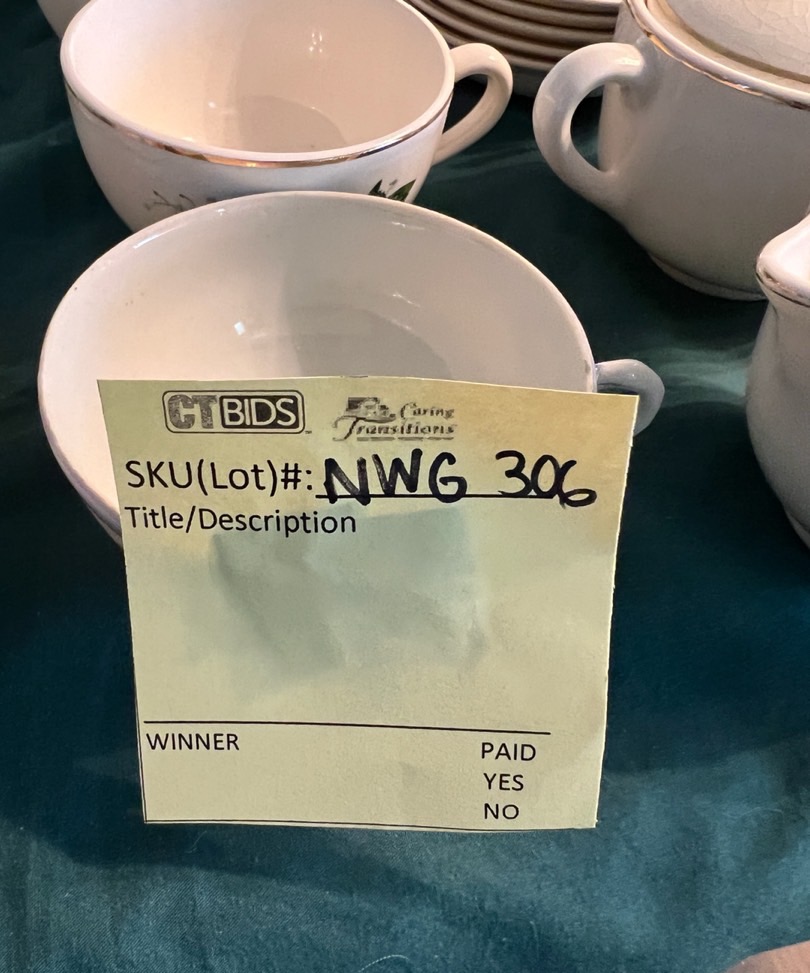 CTBIDS
Caring
Transitions
SKU(Lot)#: NWG 306
Title/Description
WINNER
PAID
YES
NO